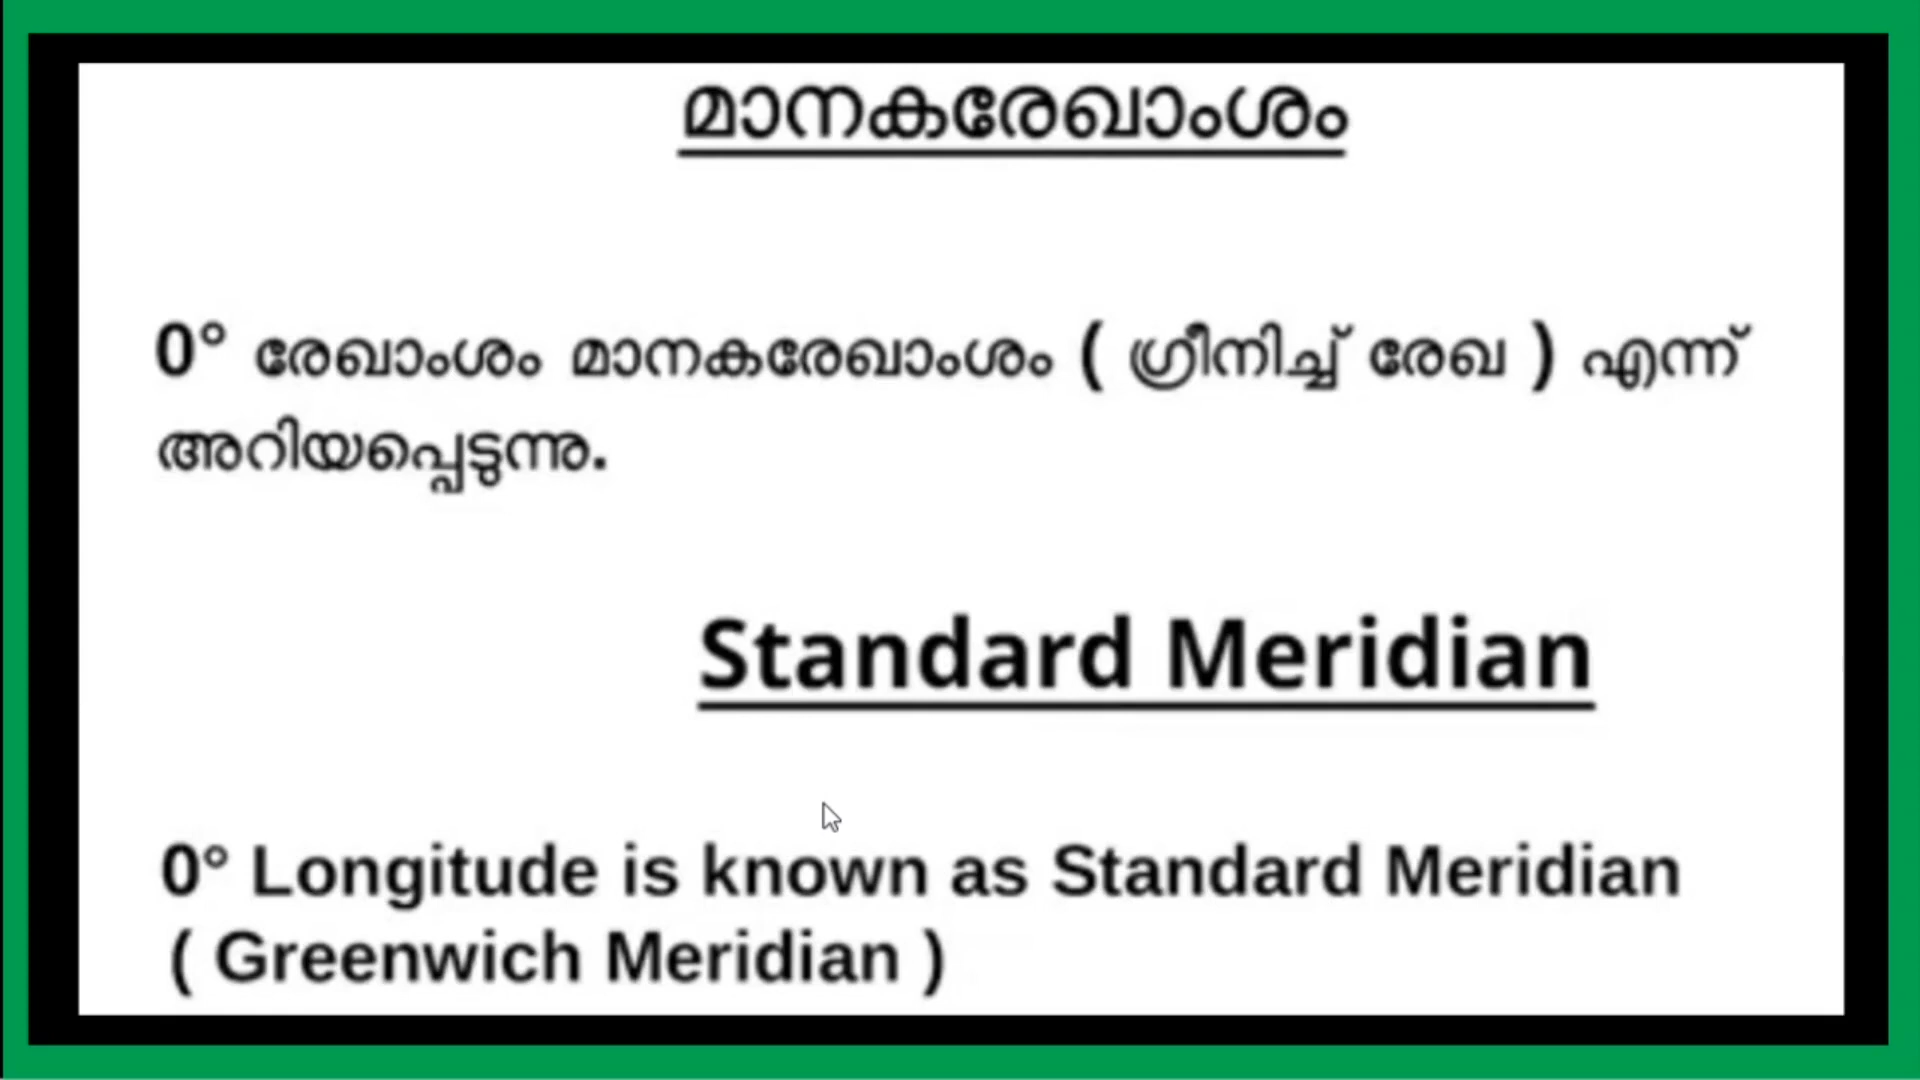 മാനകരേഖാംശം
0° രേഖാംശം മാനകരേഖാംശം ( ഗ്രീനിച്ച് രേഖ ) എന്ന്
അറിയപ്പെടുന്നു.
Standard Meridian
0° Longitude is known as Standard Meridian
( Greenwich Meridian )